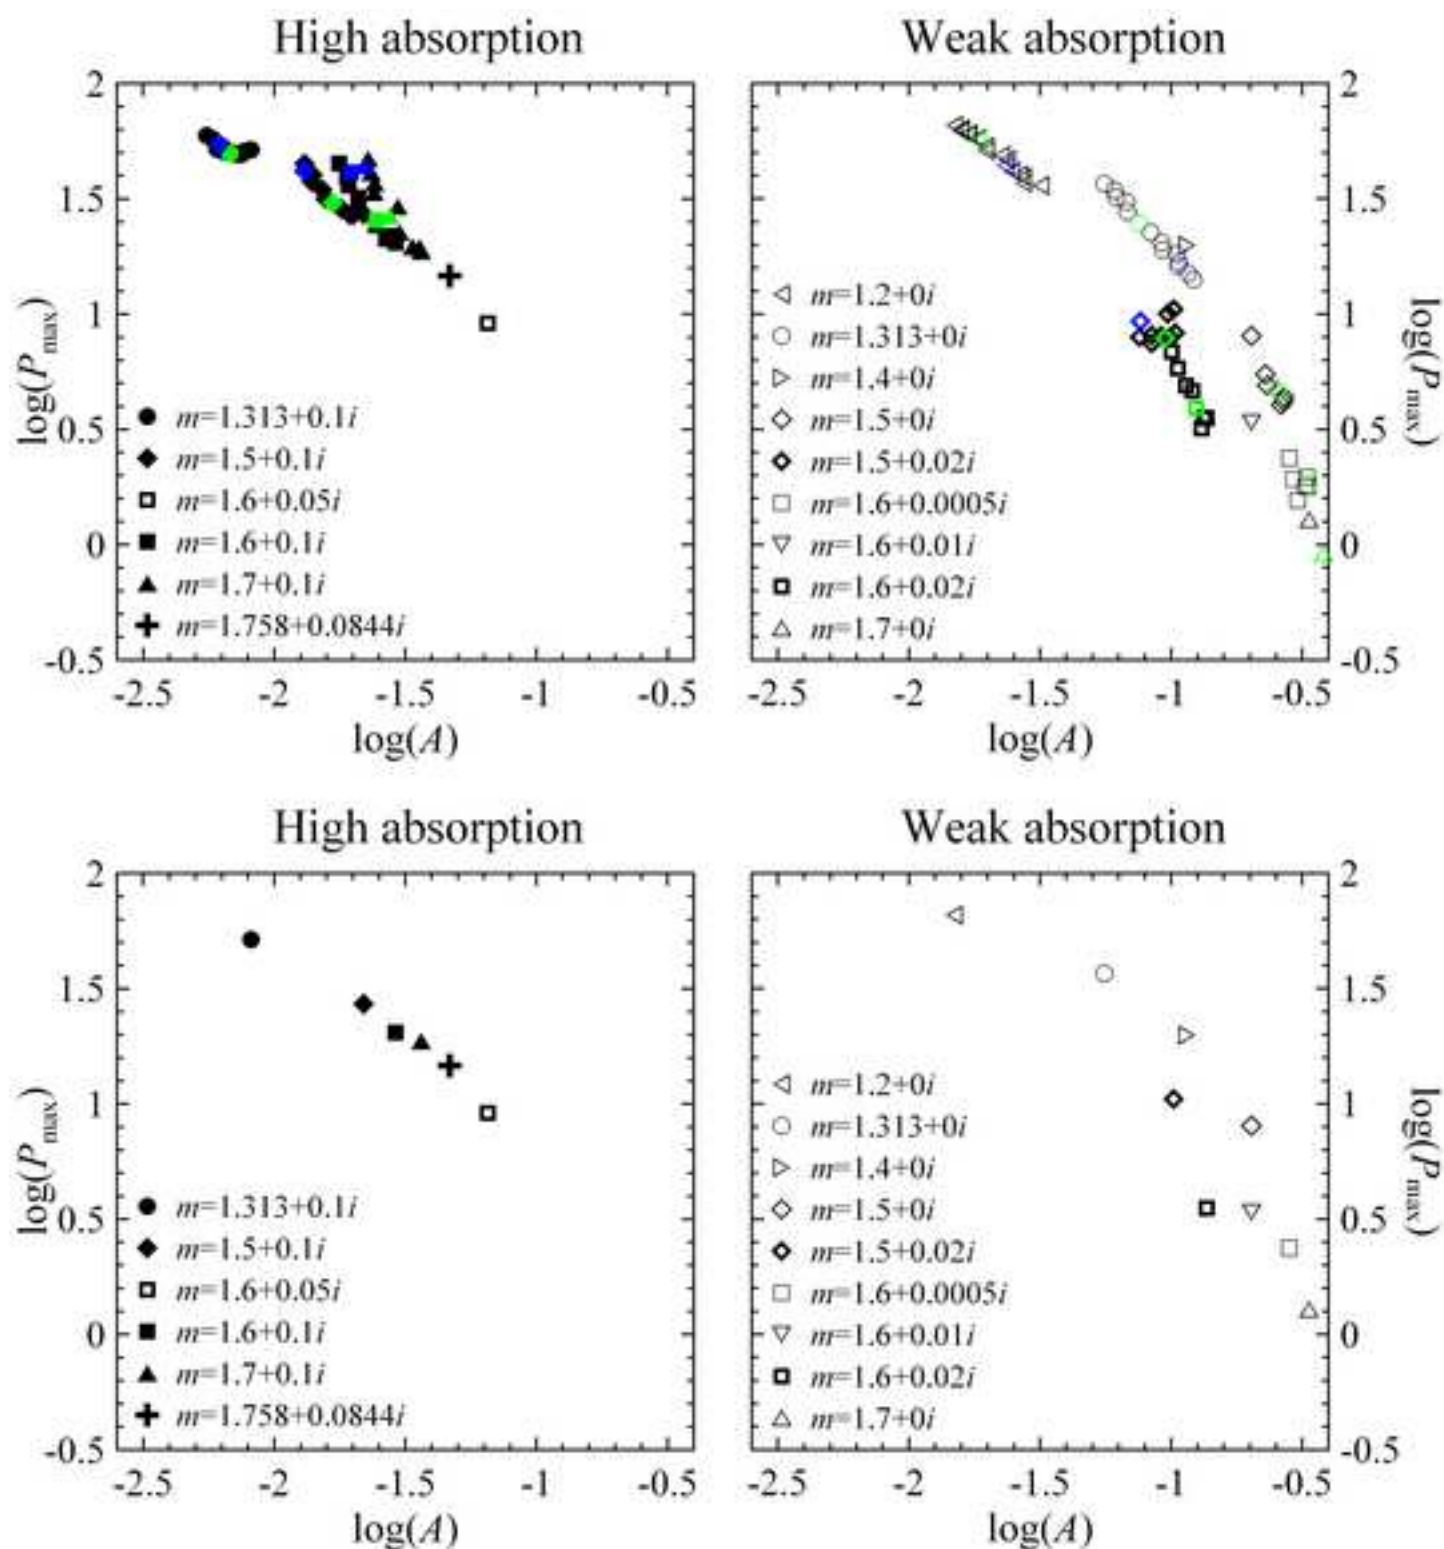 High absorption
Weak absorption
2
1.5
1
0.5
0
-0.5
log(P_max)
m=1.313+0.1i
m=1.5+0.1i
m=1.6+0.05i
m=1.6+0.1i
m=1.7+0.1i
m=1.758+0.0844i
-2.5 -2 -1.5 -1 -0.5
log(A)
m=1.2+0i
m=1.313+0i
m=1.4+0i
m=1.5+0i
m=1.5+0.02i
m=1.6+0.0005i
m=1.6+0.01i
m=1.6+0.02i
m=1.7+0i
2
1.5
1
0.5
0
-0.5
log(P_max)
-2.5 -2 -1.5 -1 -0.5
log(A)
High absorption
Weak absorption
2
1.5
1
0.5
0
-0.5
log(P_max)
m=1.313+0.1i
m=1.5+0.1i
m=1.6+0.05i
m=1.6+0.1i
m=1.7+0.1i
m=1.758+0.0844i
-2.5 -2 -1.5 -1 -0.5
log(A)
m=1.2+0i
m=1.313+0i
m=1.4+0i
m=1.5+0i
m=1.5+0.02i
m=1.6+0.0005i
m=1.6+0.01i
m=1.6+0.02i
m=1.7+0i
2
1.5
1
0.5
0
-0.5
log(P_max)
-2.5 -2 -1.5 -1 -0.5
log(A)